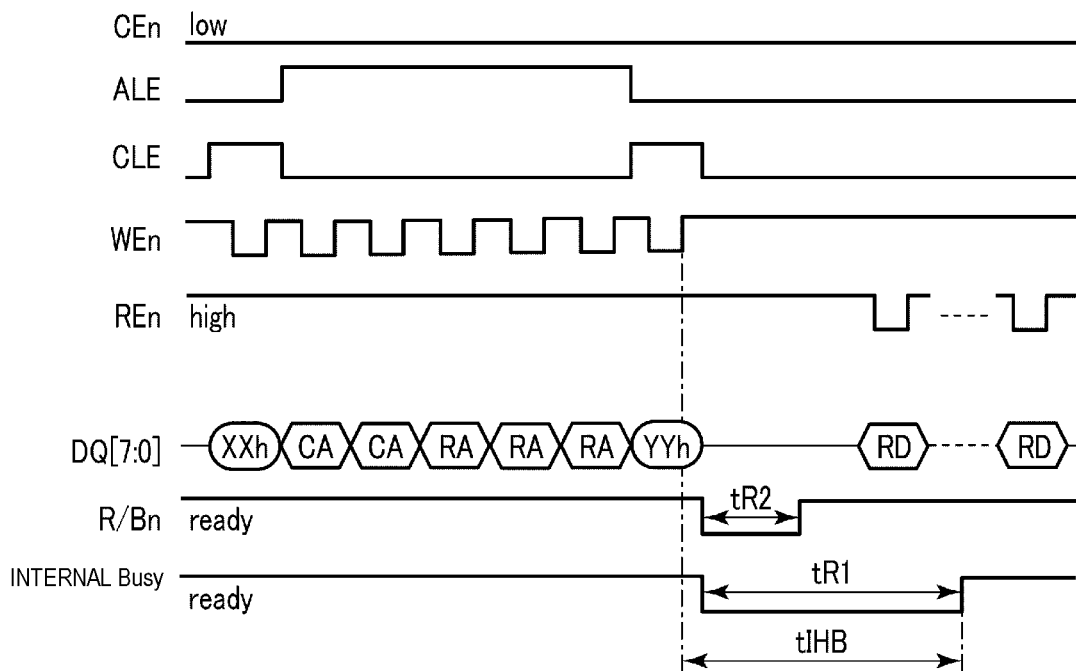 CEn low
ALE
CLE
WEn
REn high
DQ[7:0] XXh CA CA RA RA RA YYh RD RD
R/Bn ready tR2
INTERNAL Busy ready tR1
tIHB